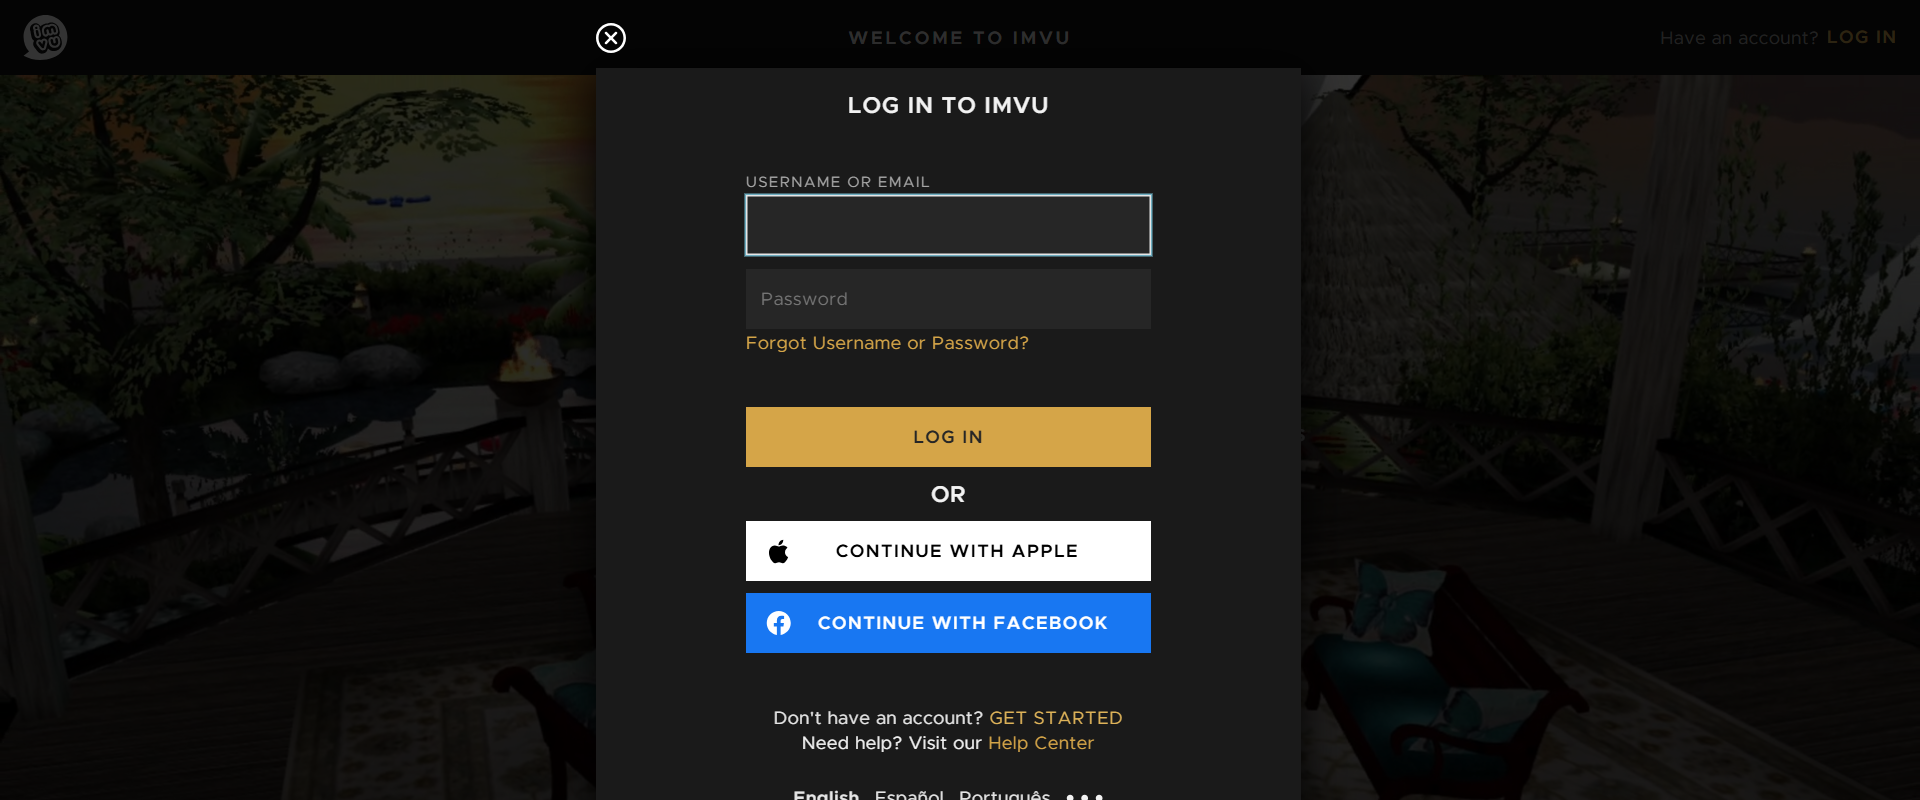 imvu
WELCOME TO IMVU
Have an account? LOG IN
LOG IN TO IMVU
USERNAME OR EMAIL
Password
Forgot Username or Password?
LOG IN
OR
CONTINUE WITH APPLE
CONTINUE WITH FACEBOOK
Don't have an account? GET STARTED
Need help? Visit our Help Center
English Español Português